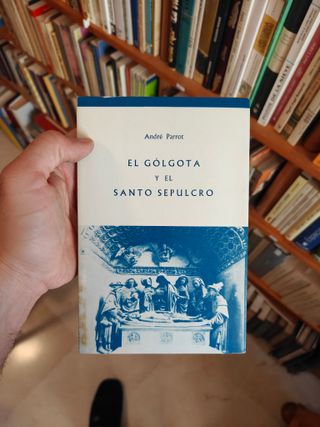 André Parrot
EL GÓLGOTA
Y EL
SANTO SEPULCRO